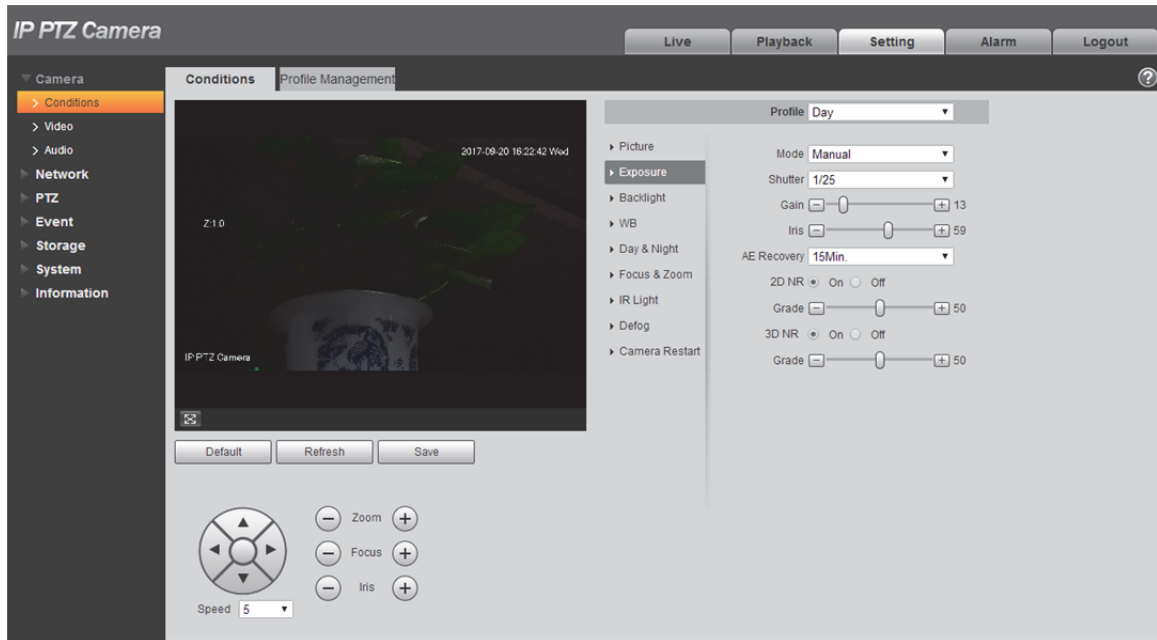 IP PTZ Camera
Live Playback Setting Alarm Logout
Camera
Conditions
Video
Audio
Network
PTZ
Event
Storage
System
Information
Conditions Profile Management
?
2017-09-20 16:22:42 Wed
Z:1.0
IP PTZ Camera
Default Refresh Save
Zoom
Focus
Iris
Speed 5
Picture
Exposure
Backlight
WB
Day & Night
Focus & Zoom
IR Light
Defog
Camera Restart
Profile Day
Mode Manual
Shutter 1/25
Gain 13
Iris 59
AE Recovery 15Min.
2D NR On Off
Grade 50
3D NR On Off
Grade 50